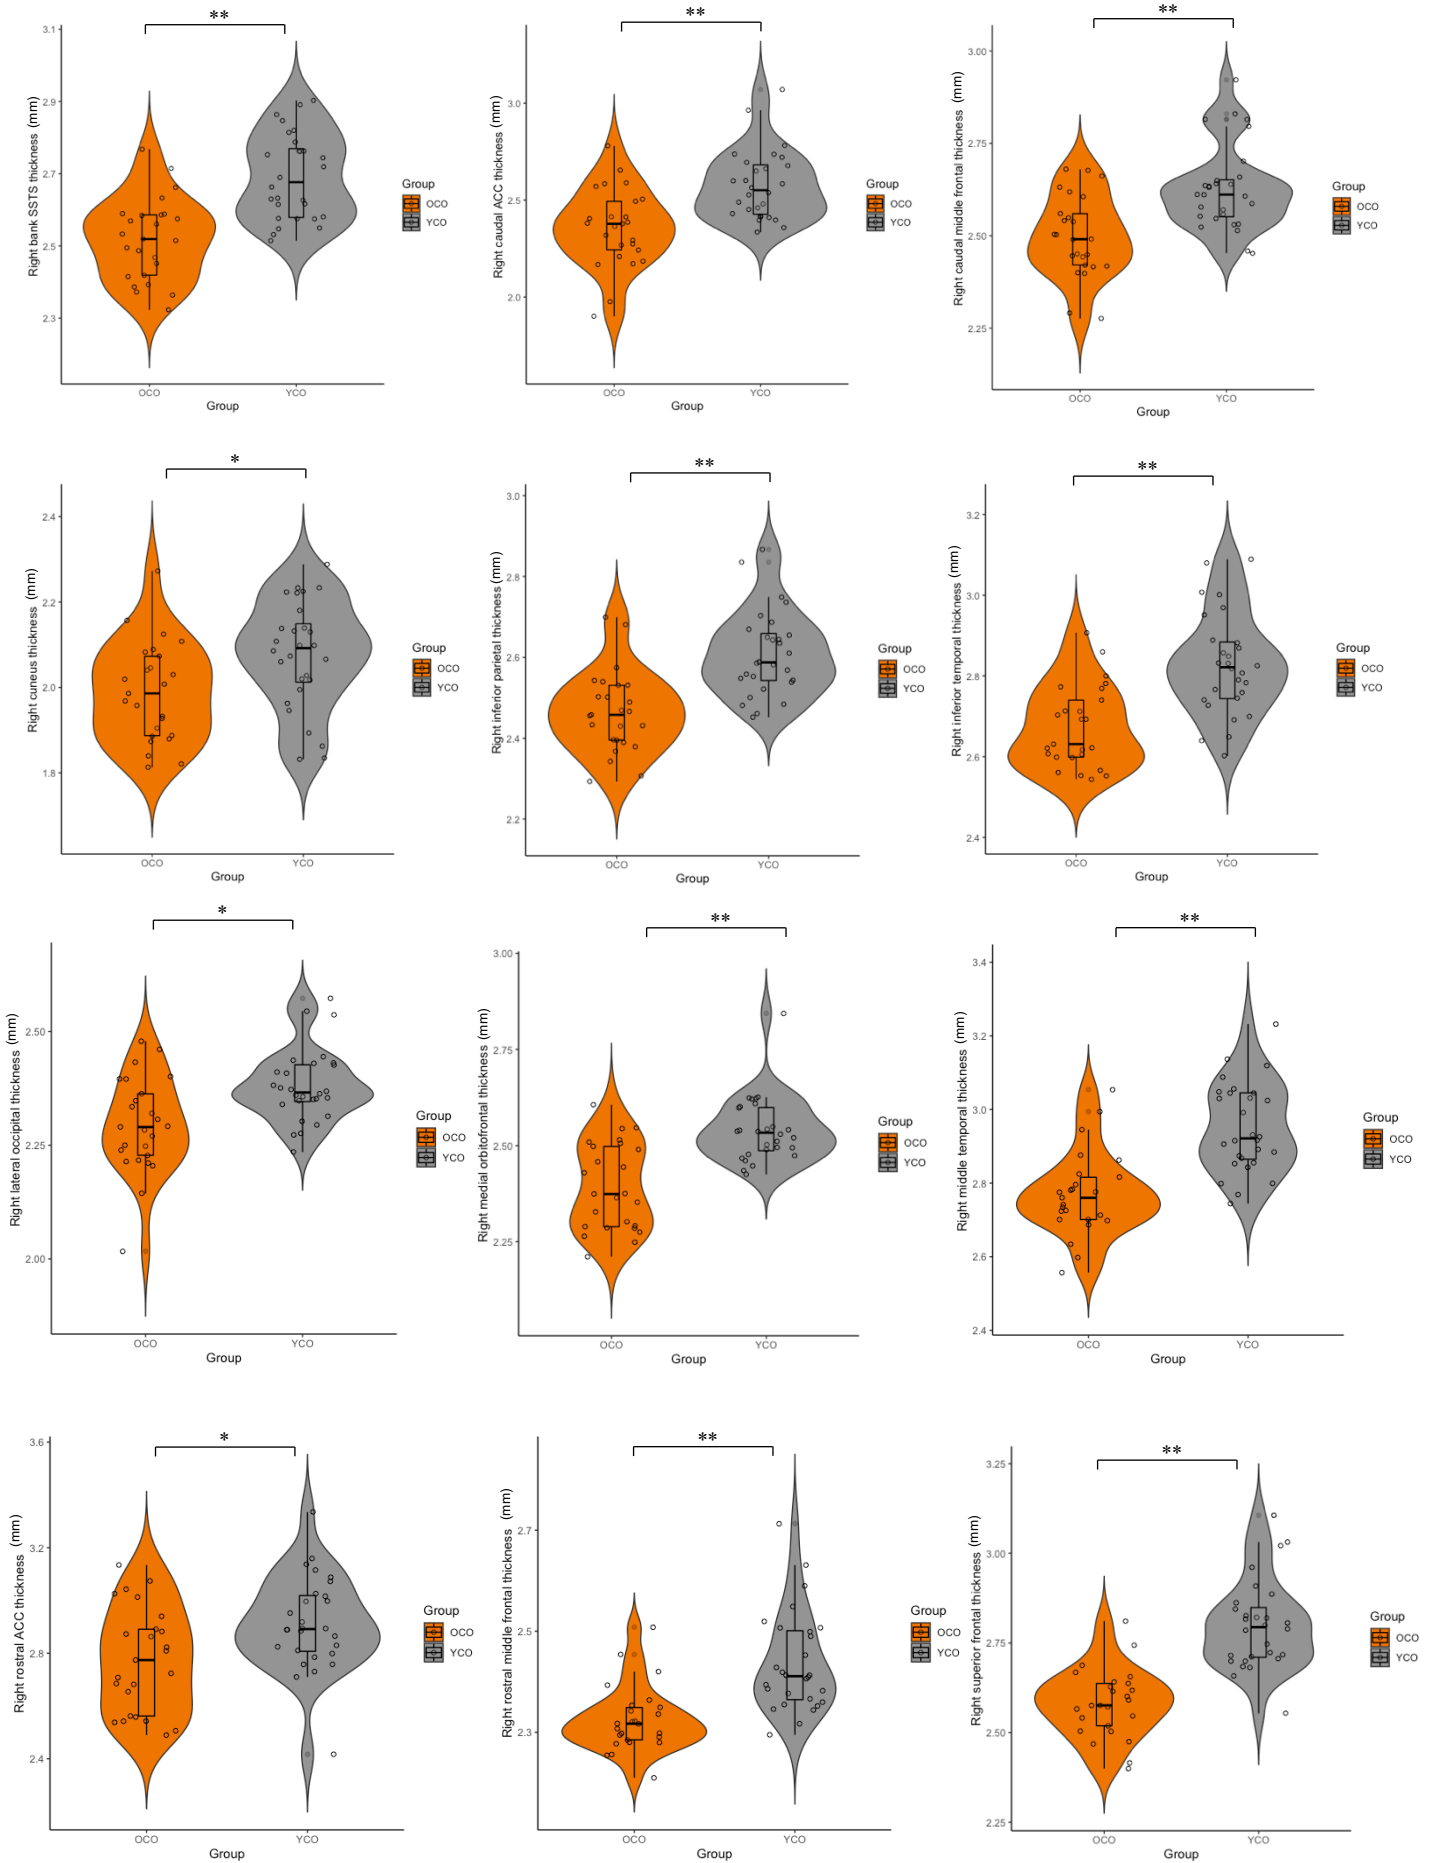 **
3.1
2.9
2.7
2.5
2.3
Right bank SSTS thickness (mm)
OCO
YCO
Group
Group
OCO
YCO
**
3.0
2.5
2.0
Right caudal ACC thickness (mm)
OCO
YCO
Group
Group
OCO
YCO
**
3.00
2.75
2.50
2.25
Right caudal middle frontal thickness (mm)
OCO
YCO
Group
Group
OCO
YCO
*
2.4
2.2
2.0
1.8
Right cuneus thickness (mm)
OCO
YCO
Group
Group
OCO
YCO
**
3.0
2.8
2.6
2.4
2.2
Right inferior parietal thickness (mm)
OCO
YCO
Group
Group
OCO
YCO
**
3.2
3.0
2.8
2.6
2.4
Right inferior temporal thickness (mm)
OCO
YCO
Group
Group
OCO
YCO
*
2.50
2.25
2.00
Right lateral occipital thickness (mm)
OCO
YCO
Group
Group
OCO
YCO
**
3.00
2.75
2.50
2.25
Right medial orbitofrontal thickness (mm)
OCO
YCO
Group
Group
OCO
YCO
**
3.4
3.2
3.0
2.8
2.6
2.4
Right middle temporal thickness (mm)
OCO
YCO
Group
Group
OCO
YCO
*
3.6
3.2
2.8
2.4
Right rostral ACC thickness (mm)
OCO
YCO
Group
Group
OCO
YCO
**
2.7
2.5
2.3
Right rostral middle frontal thickness (mm)
OCO
YCO
Group
Group
OCO
YCO
**
3.25
3.00
2.75
2.50
2.25
Right superior frontal thickness (mm)
OCO
YCO
Group
Group
OCO
YCO